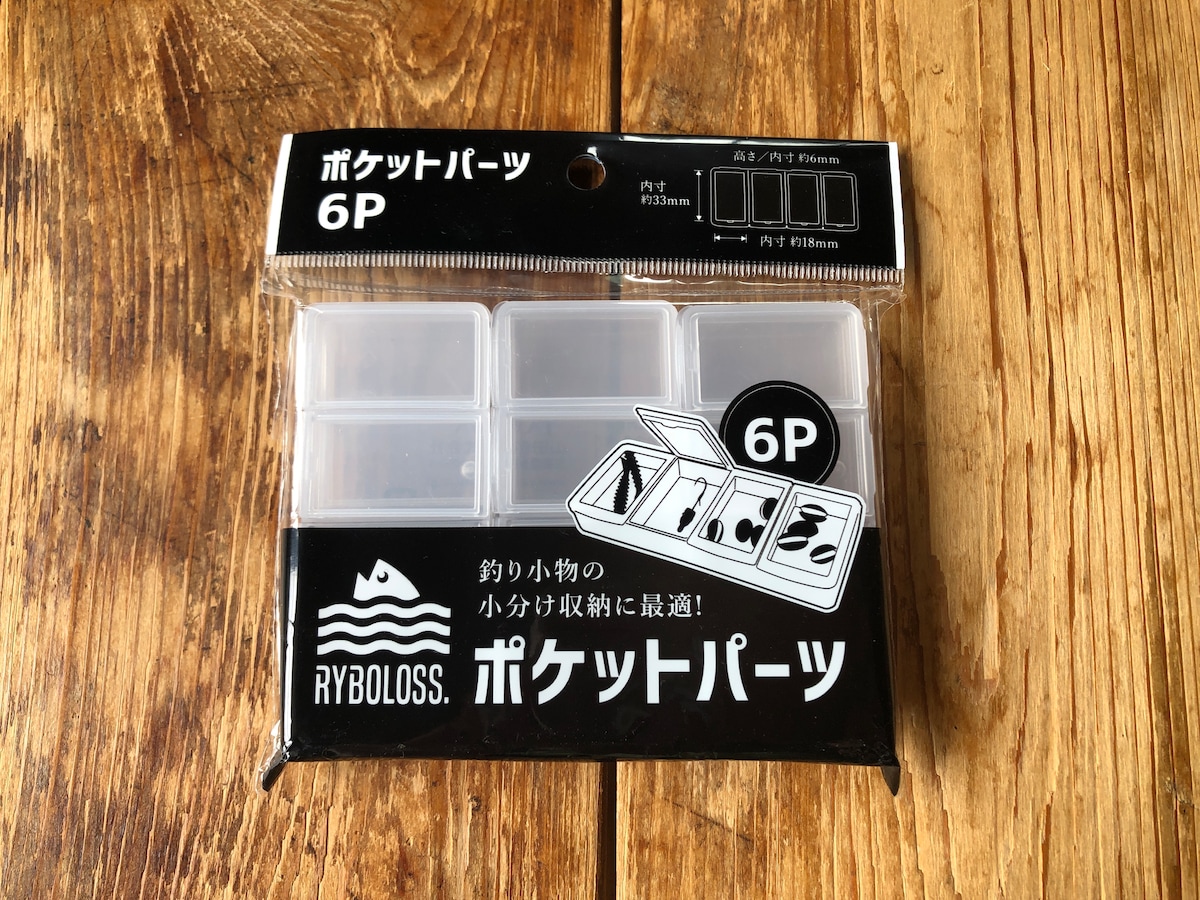 ポケットパーツ
6P
高さ／内寸 約6mm
内寸
約33mm
内寸 約18mm
6P
釣り小物の
小分け収納に最適!
RYBOLOSS.
ポケットパーツ